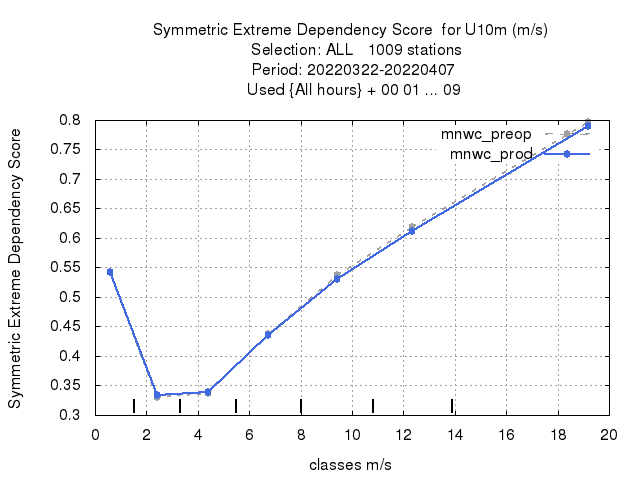 Symmetric Extreme Dependency Score  for U10m (m/s)
Selection: ALL   1009 stations
Period: 20220322-20220407
Used {All hours} + 00 01 ... 09
Symmetric Extreme Dependency Score
0.8
0.75
0.7
0.65
0.6
0.55
0.5
0.45
0.4
0.35
0.3
mnwc_preop
mnwc_prod
0 2 4 6 8 10 12 14 16 18 20
classes m/s